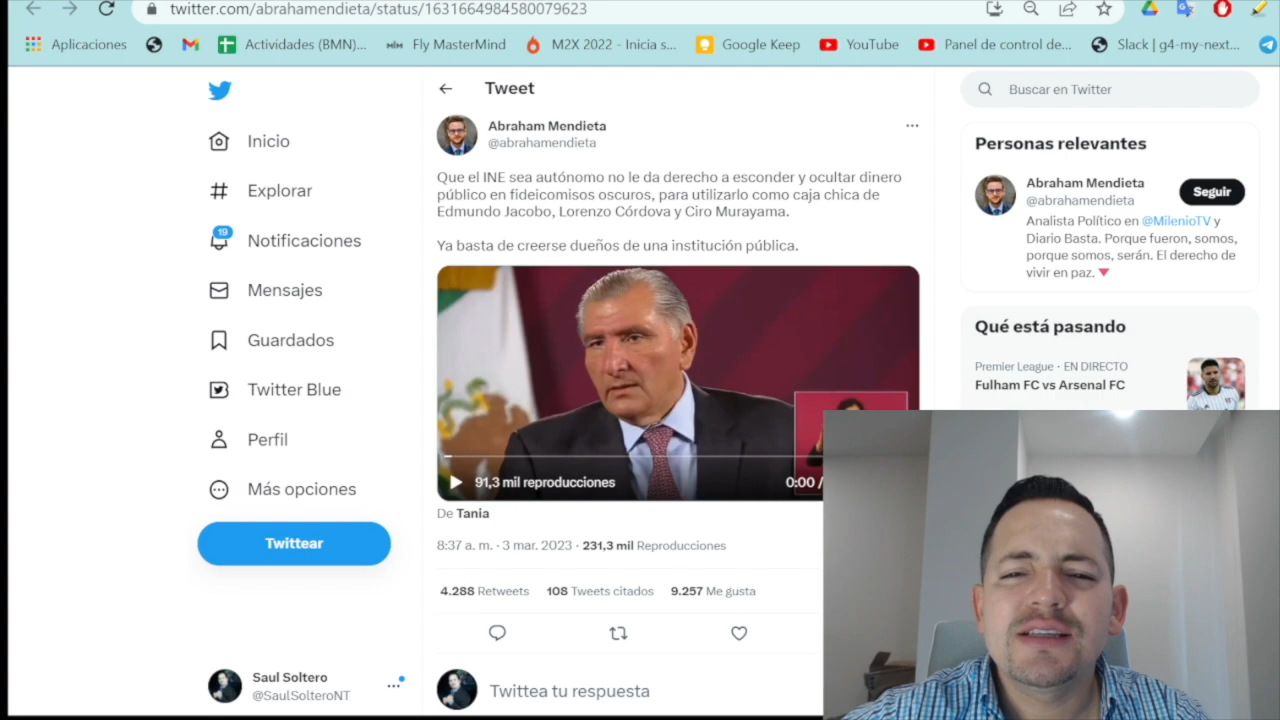 twitter.com/abrahamendieta/status/1631664984580079623
Aplicaciones
Actividades (BMN)...
Fly MasterMind
M2X 2022 - Inicia s...
Google Keep
YouTube
Panel de control de...
Slack | g4-my-next...
Inicio
Explorar
19
Notificaciones
Mensajes
Guardados
Twitter Blue
Perfil
Más opciones
Twittear
Saul Soltero
@SaulSolteroNT
Tweet
Abraham Mendieta
@abrahamendieta
Que el INE sea autónomo no le da derecho a esconder y ocultar dinero
público en fideicomisos oscuros, para utilizarlo como caja chica de
Edmundo Jacobo, Lorenzo Córdova y Ciro Murayama.
Ya basta de creerse dueños de una institución pública.
91,3 mil reproducciones
0:00 /
De Tania
8:37 a. m. · 3 mar. 2023 · 231,3 mil Reproducciones
4.288 Retweets 108 Tweets citados 9.257 Me gusta
Twittea tu respuesta
Buscar en Twitter
Personas relevantes
Abraham Mendieta
@abrahamendieta
Seguir
Analista Político en @MilenioTV y
Diario Basta. Porque fueron, somos,
porque somos, serán. El derecho de
vivir en paz.
Qué está pasando
Premier League · EN DIRECTO
Fulham FC vs Arsenal FC